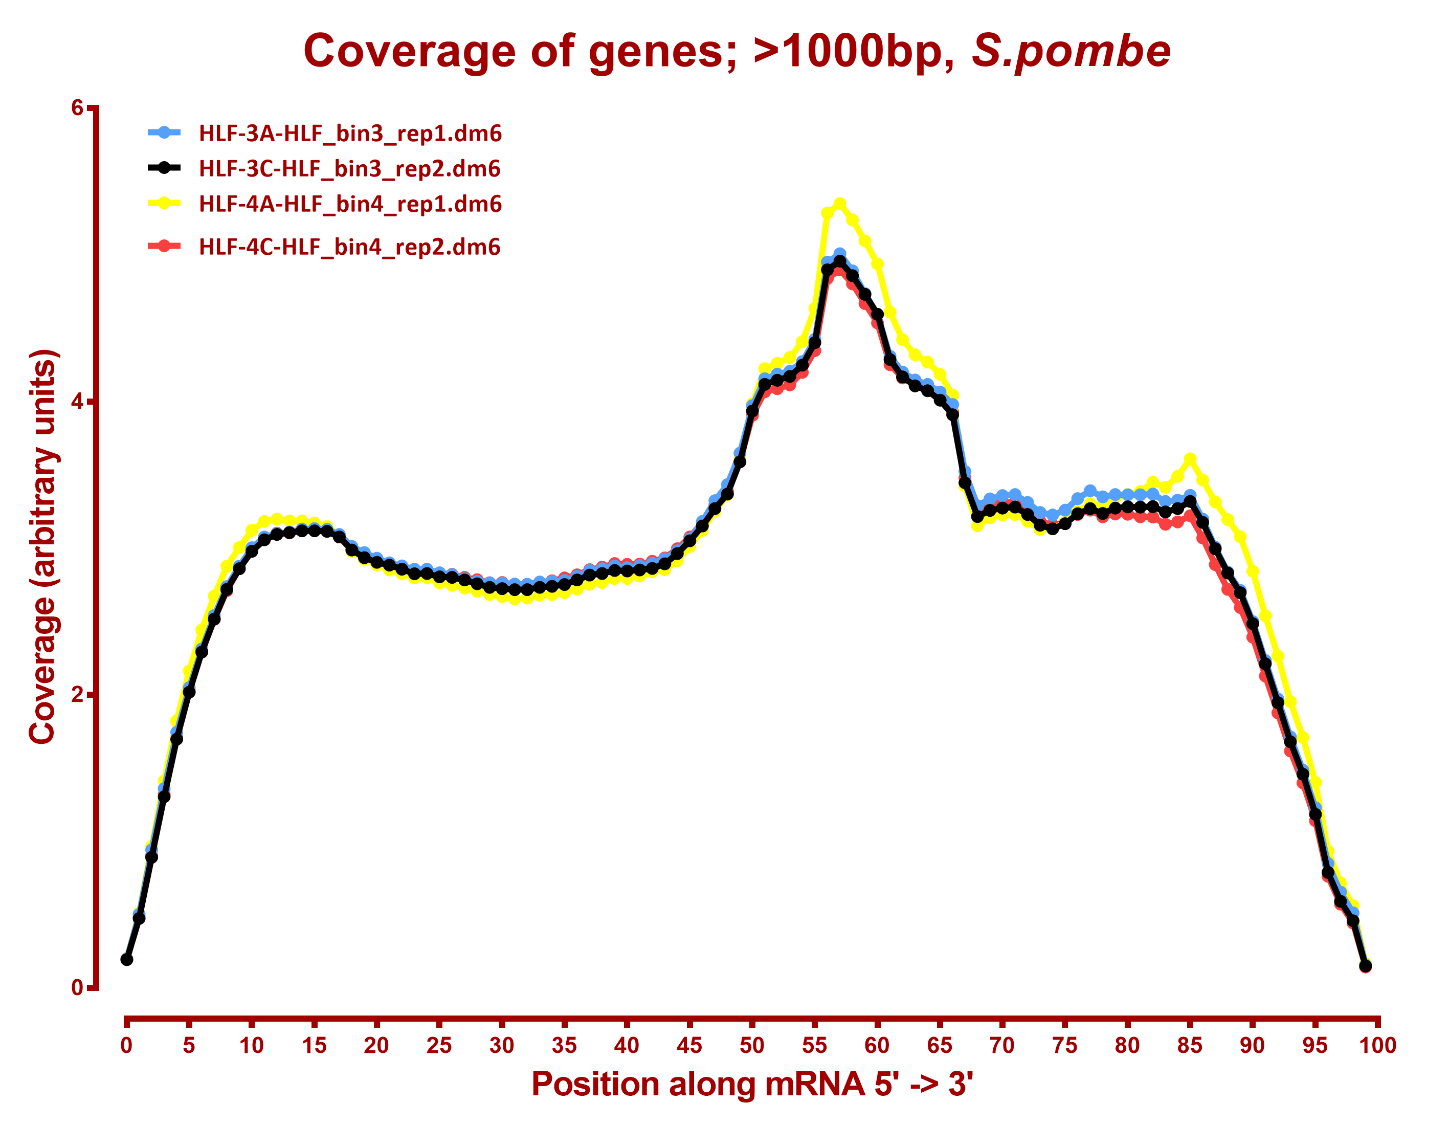 Coverage of genes; >1000bp, S.pombe
6
HLF-3A-HLF_bin3_rep1.dm6
HLF-3C-HLF_bin3_rep2.dm6
HLF-4A-HLF_bin4_rep1.dm6
HLF-4C-HLF_bin4_rep2.dm6
4
Coverage (arbitrary units)
2
0
0 5 10 15 20 25 30 35 40 45 50 55 60 65 70 75 80 85 90 95 100
Position along mRNA 5' -> 3'